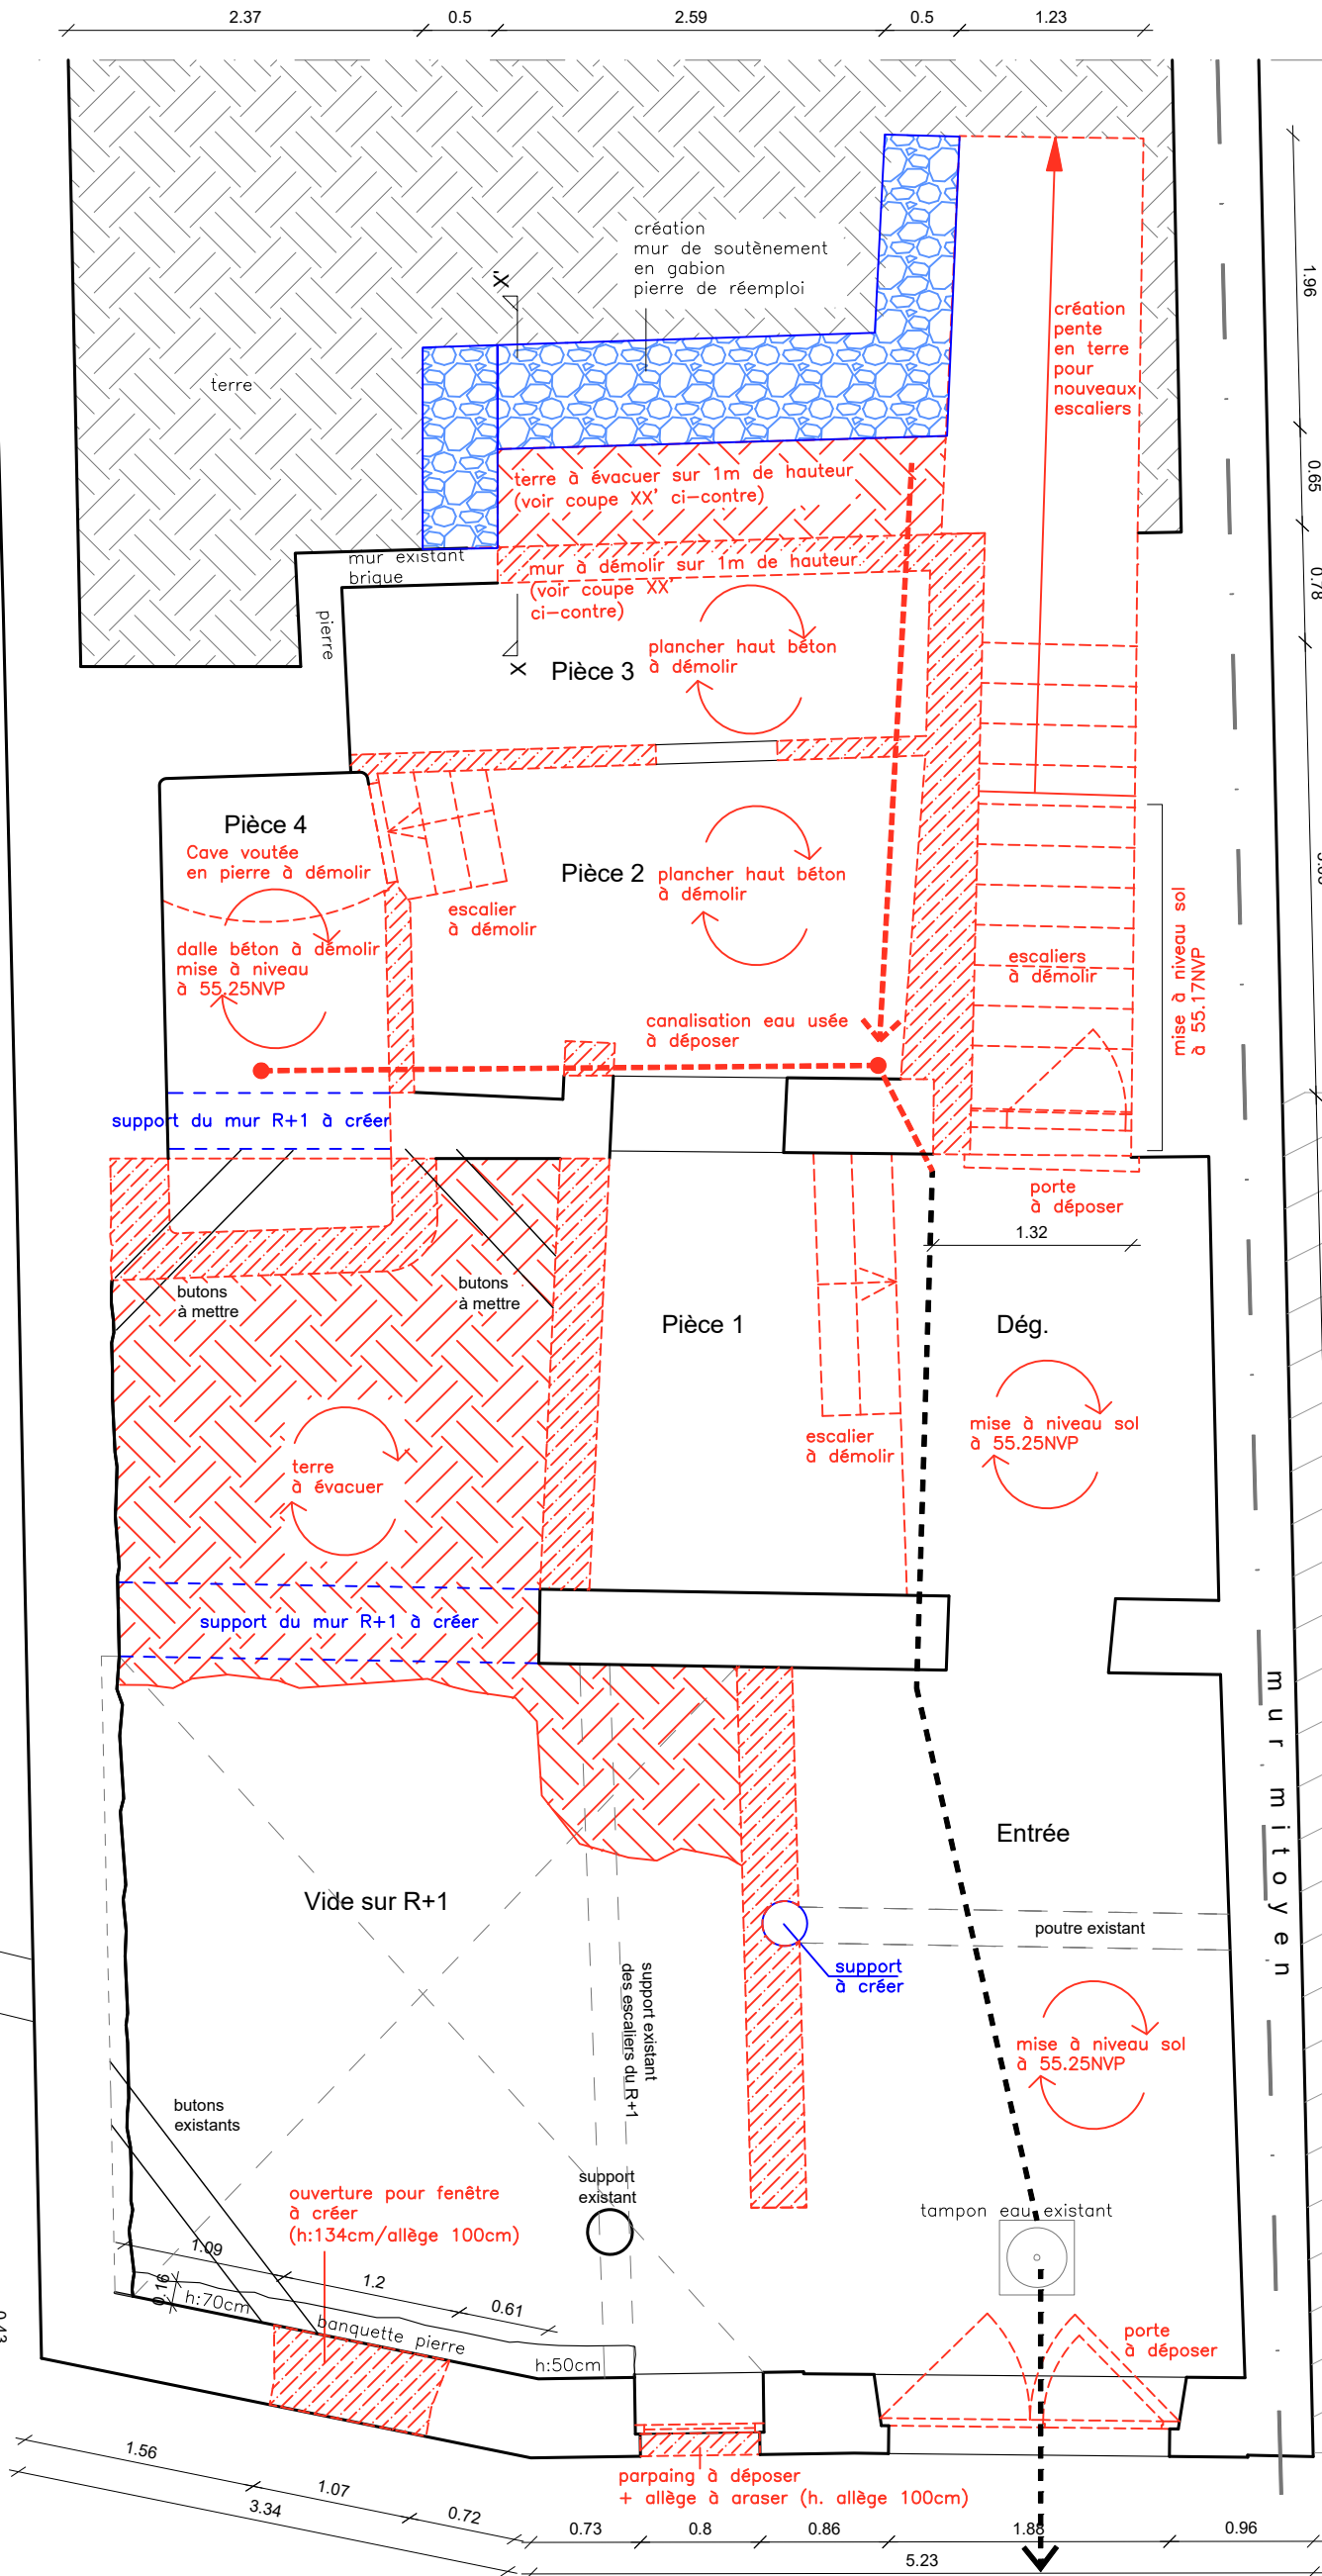 2.37
0.5
2.59
0.5
1.23
création
mur de soutènement
en gabion
pierre de réemploi
X'
1.96
création
pente
en terre
pour
nouveaux
escaliers
terre
0.65
terre à évacuer sur 1m de hauteur
(voir coupe XX' ci-contre)
mur existant
brique
mur à démolir sur 1m de hauteur
(voir coupe XX'
ci-contre)
0.78
pierre
X
Pièce 3
plancher haut béton
à démolir
Pièce 4
Cave voutée
en pierre à démolir
Pièce 2
plancher haut béton
à démolir
escalier
à démolir
dalle béton à démolir
mise à niveau
à 55.25NVP
escaliers
à démolir
mise à niveau sol
à 55.17NVP
canalisation eau usée
à déposer
support du mur R+1 à créer
porte
à déposer
1.32
butons
à mettre
butons
à mettre
Pièce 1
Dég.
escalier
à démolir
mise à niveau sol
à 55.25NVP
terre
à évacuer
support du mur R+1 à créer
mur mitoyen
Entrée
Vide sur R+1
poutre existant
support
à créer
support existant
des escaliers du R+1
mise à niveau sol
à 55.25NVP
butons
existants
support
existant
ouverture pour fenêtre
à créer
(h:134cm/allège 100cm)
tampon eau existant
1.09
1.2
0.61
0.16
h:70cm
banquette pierre
h:50cm
porte
à déposer
0.43
parpaing à déposer
+ allège à araser (h. allège 100cm)
1.56
1.07
0.72
3.34
0.73
0.8
0.86
1.88
0.96
5.23